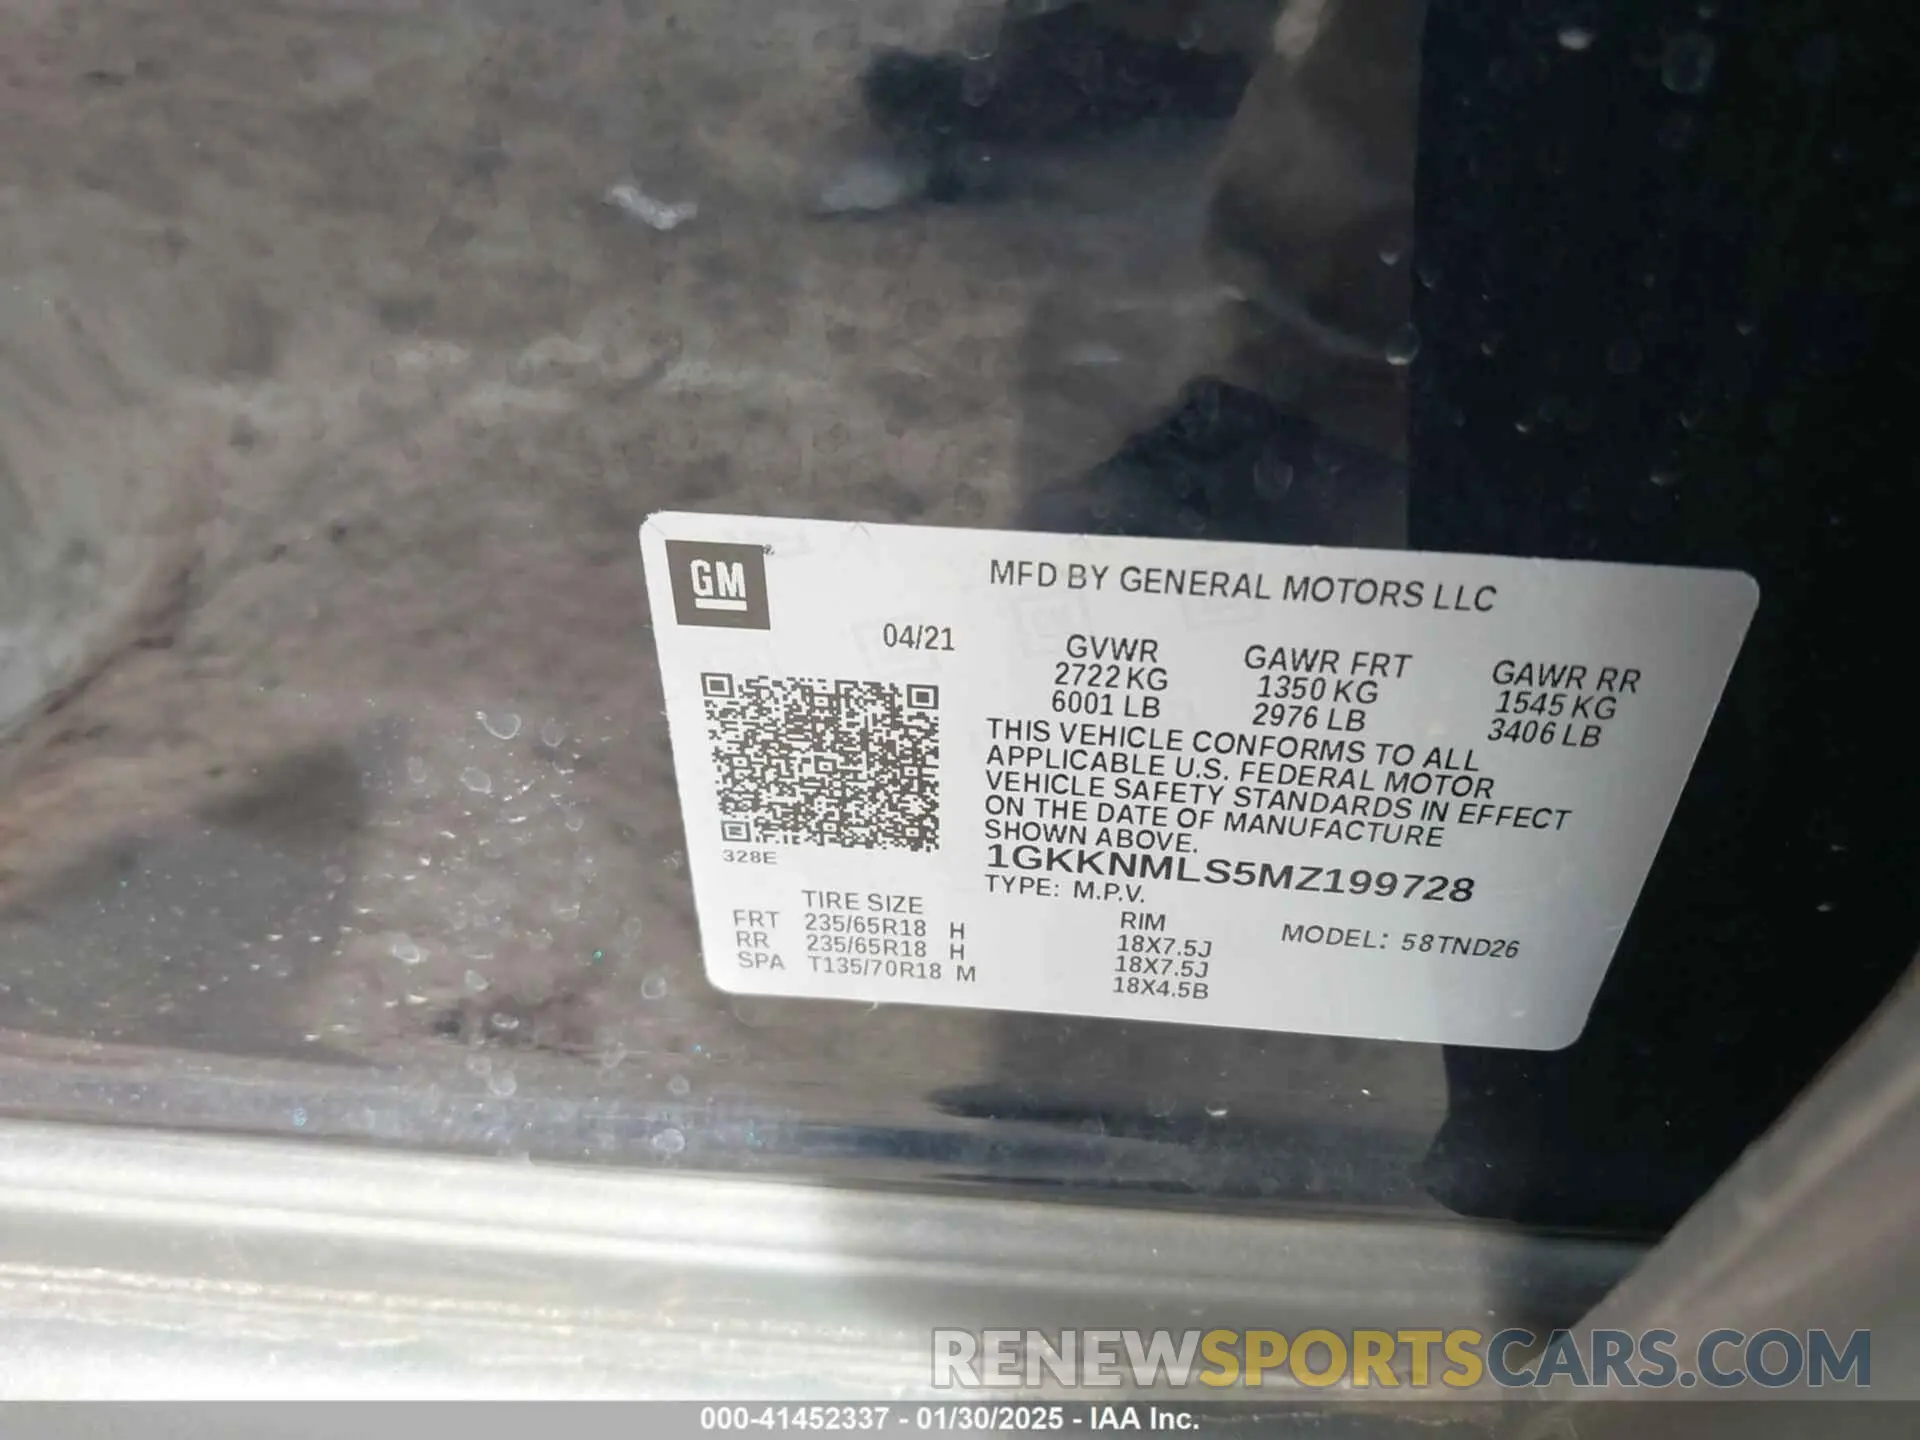 GM
MFD BY GENERAL MOTORS LLC
04/21
GVWR GAWR FRT GAWR RR
2722 KG 1350 KG 1545 KG
6001 LB 2976 LB 3406 LB
THIS VEHICLE CONFORMS TO ALL
APPLICABLE U.S. FEDERAL MOTOR
VEHICLE SAFETY STANDARDS IN EFFECT
ON THE DATE OF MANUFACTURE
SHOWN ABOVE.
328E
1GKKNMLS5MZ199728
TYPE: M.P.V.
TIRE SIZE RIM MODEL: 58TND26
FRT 235/65R18 H 18X7.5J
RR 235/65R18 H 18X7.5J
SPA T135/70R18 M 18X4.5B
RENEWSPORTSCARS.COM
000-41452337 - 01/30/2025 - IAA Inc.